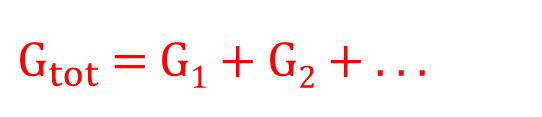 G_tot = G_1 + G_2 + . . .